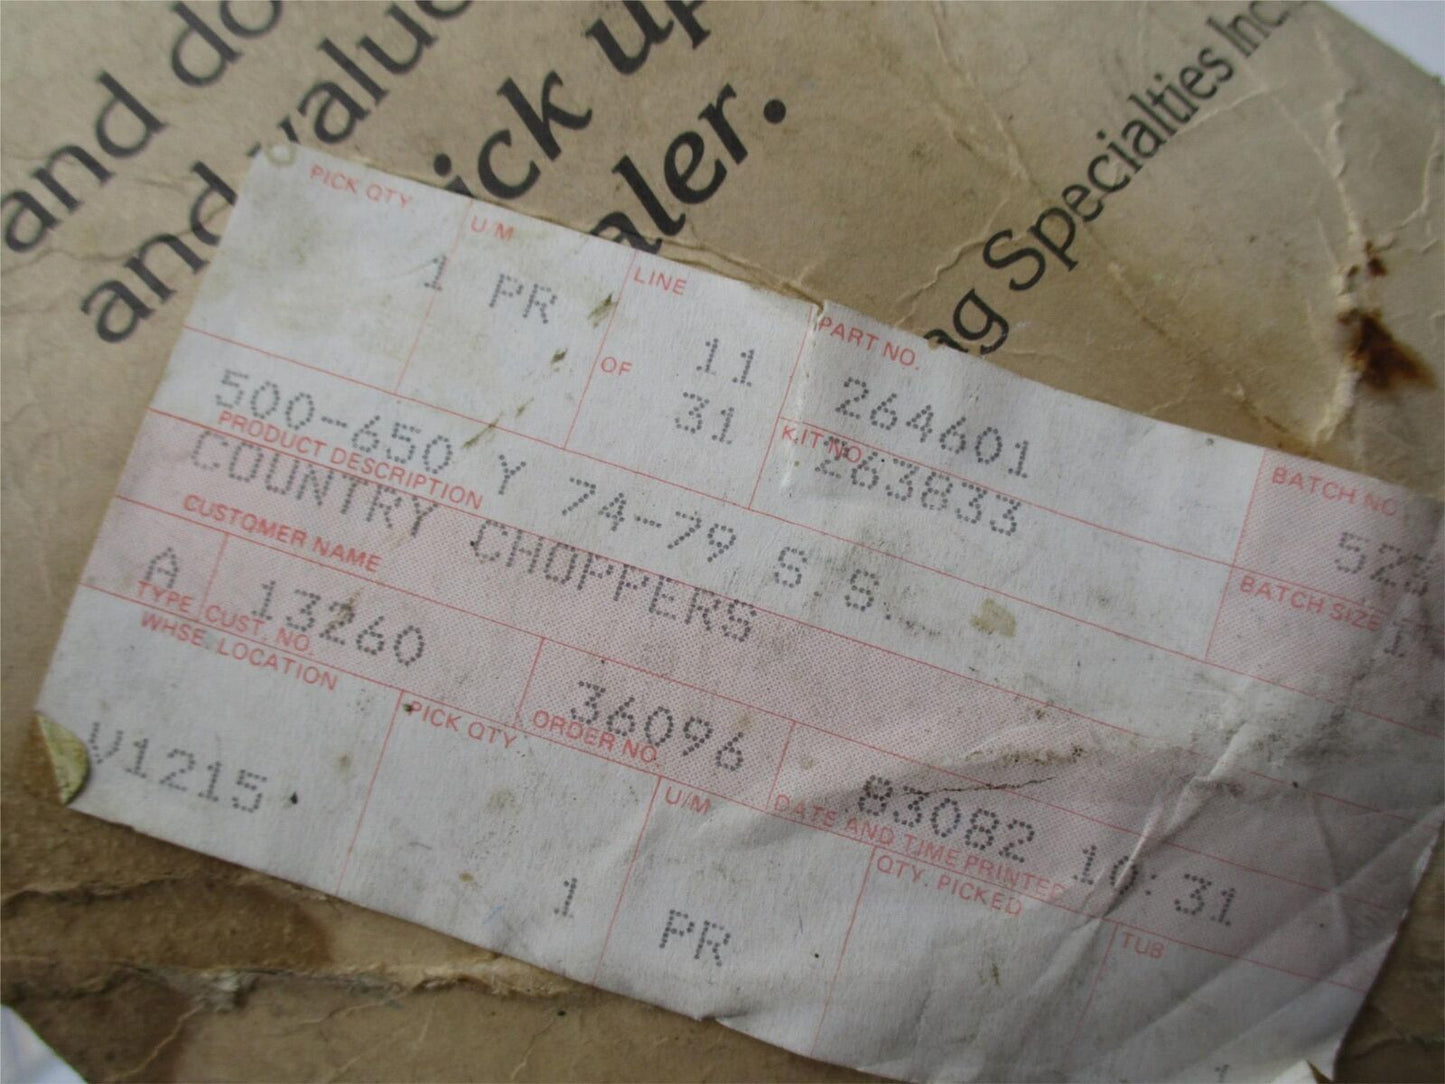 and do
and value
ick up
aler.
ng Specialties Inc.,
PICK QTY.
U/M
LINE
PART NO.
1 PR
OF
11
31
264601
KIT NO.
263833
BATCH NO
BATCH SIZE
500-650 Y 74-79 S.S.
PRODUCT DESCRIPTION
COUNTRY CHOPPERS
CUSTOMER NAME
A 13260
36096
83082 10:31
TYPE
CUST. NO.
ORDER NO.
DATE AND TIME PRINTED
WHSE. LOCATION
PICK QTY
U/M
QTY. PICKED
TUB
V1215
1 PR